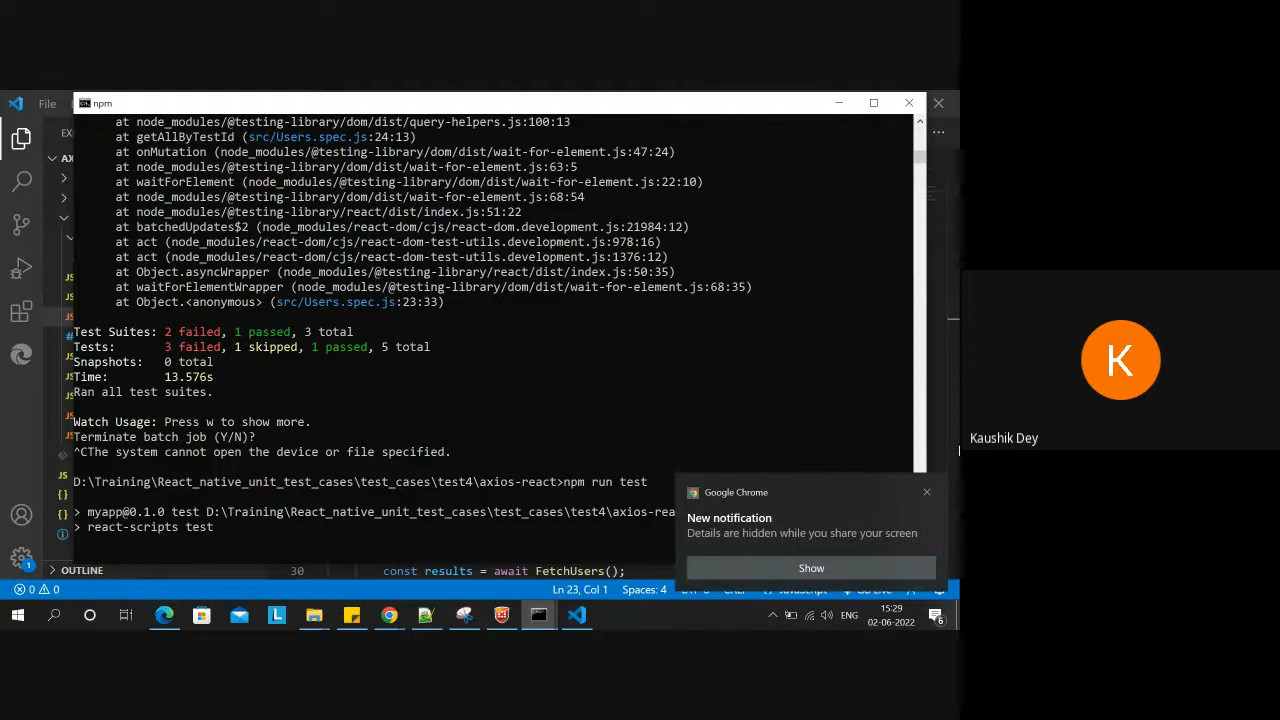 File
npm
EX
AX
at node_modules/@testing-library/dom/dist/query-helpers.js:100:13
at getAllByTestId (src/Users.spec.js:24:13)
at onMutation (node_modules/@testing-library/dom/dist/wait-for-element.js:47:24)
at node_modules/@testing-library/dom/dist/wait-for-element.js:63:5
at waitForElement (node_modules/@testing-library/dom/dist/wait-for-element.js:22:10)
at node_modules/@testing-library/dom/dist/wait-for-element.js:68:54
at node_modules/@testing-library/react/dist/index.js:51:22
at batchedUpdates$2 (node_modules/react-dom/cjs/react-dom.development.js:21984:12)
at act (node_modules/react-dom/cjs/react-dom-test-utils.development.js:978:16)
at act (node_modules/react-dom/cjs/react-dom-test-utils.development.js:1376:12)
at Object.asyncWrapper (node_modules/@testing-library/react/dist/index.js:50:35)
at waitForElementWrapper (node_modules/@testing-library/dom/dist/wait-for-element.js:68:35)
at Object.<anonymous> (src/Users.spec.js:23:33)
Test Suites: 2 failed, 1 passed, 3 total
Tests: 3 failed, 1 skipped, 1 passed, 5 total
Snapshots: 0 total
Time: 13.576s
Ran all test suites.
Watch Usage: Press w to show more.
Terminate batch job (Y/N)?
^CThe system cannot open the device or file specified.
D:\Training\React_native_unit_test_cases\test_cases\test4\axios-react>npm run test
> myapp@0.1.0 test D:\Training\React_native_unit_test_cases\test_cases\test4\axios-rea
> react-scripts test
Google Chrome
New notification
Details are hidden while you share your screen
Show
OUTLINE
30 const results = await FetchUsers();
0 0
Ln 23, Col 1 Spaces: 4
ENG
15:29
02-06-2022
6
K
Kaushik Dey